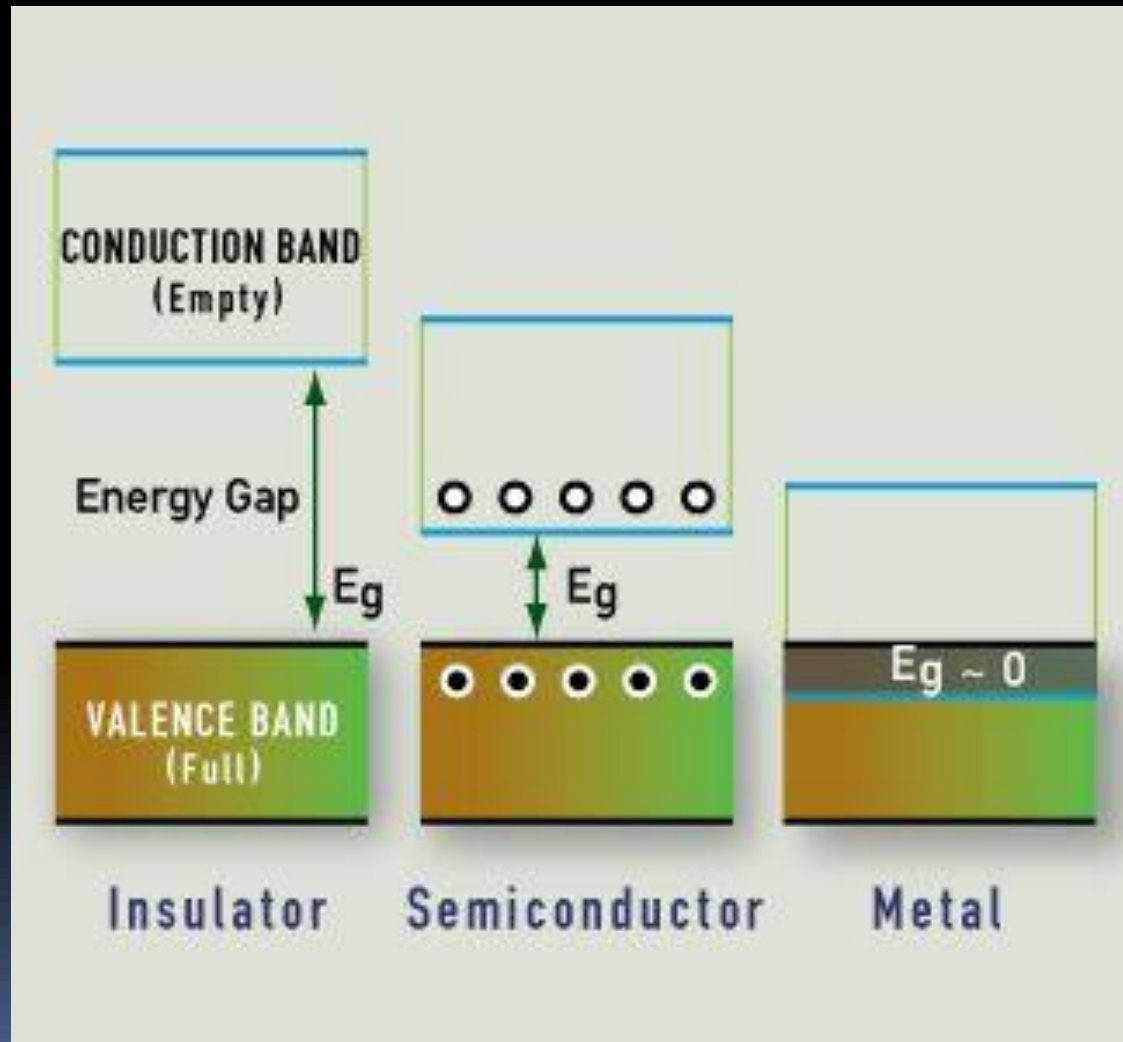 CONDUCTION BAND
(Empty)
Energy Gap
Eg
Eg
VALENCE BAND
(Full)
Eg ~ 0
Insulator
Semiconductor
Metal